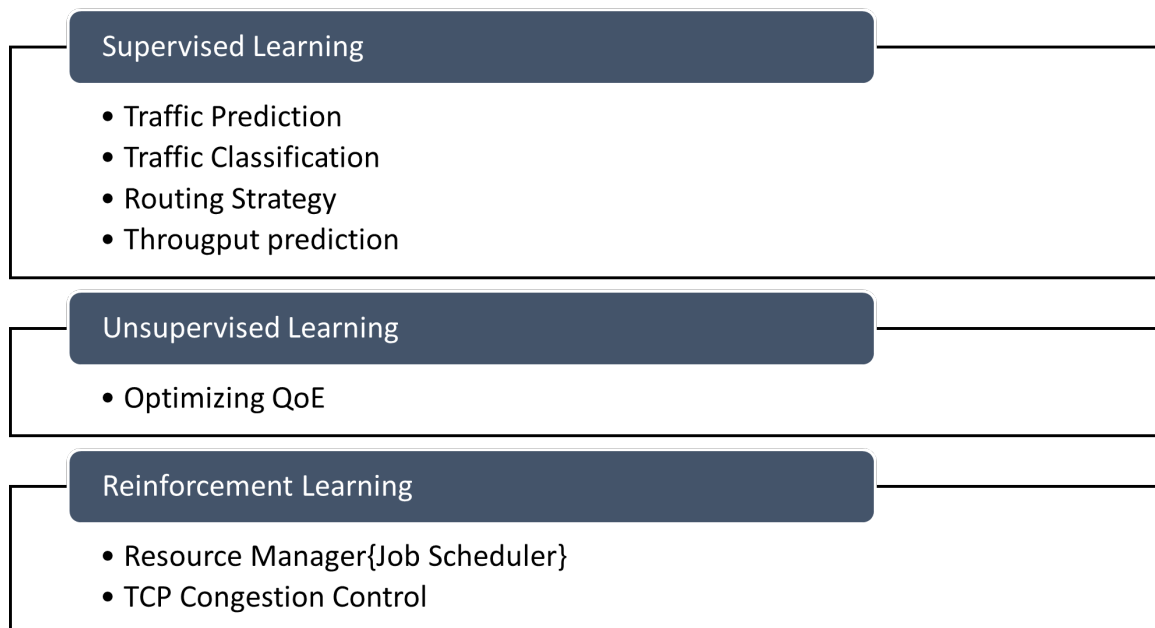 Supervised Learning
• Traffic Prediction
• Traffic Classification
• Routing Strategy
• Througput prediction
Unsupervised Learning
• Optimizing QoE
Reinforcement Learning
• Resource Manager{Job Scheduler}
• TCP Congestion Control